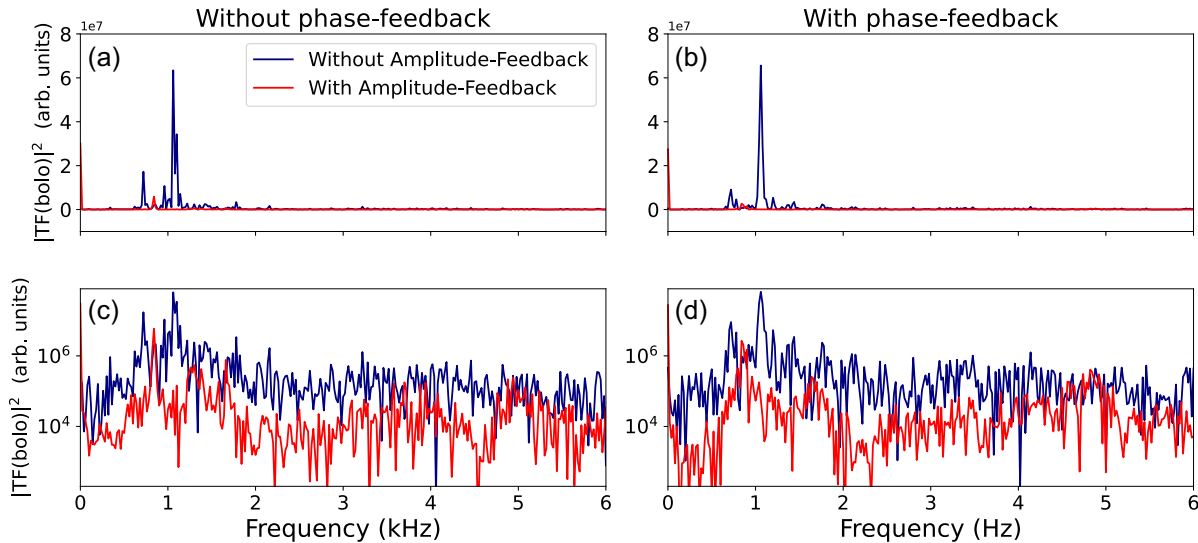 Without phase-feedback
With phase-feedback
1e7
1e7
(a)
(b)
Without Amplitude-Feedback
With Amplitude-Feedback
|TF(bolo)|² (arb. units)
8
6
4
2
0
8
6
4
2
0
(c)
(d)
|TF(bolo)|² (arb. units)
10⁶
10⁴
10⁶
10⁴
0 1 2 3 4 5 6
0 1 2 3 4 5 6
Frequency (kHz)
Frequency (Hz)